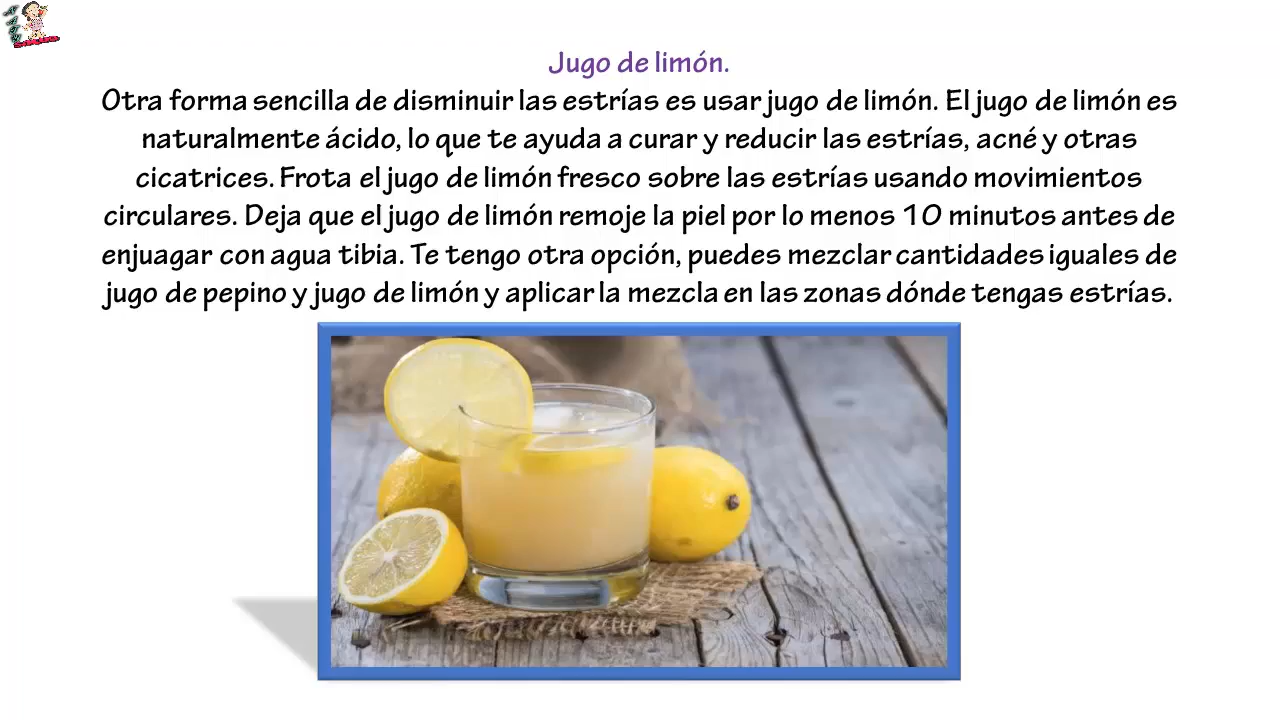 Jugo de limón.
Otra forma sencilla de disminuir las estrías es usar jugo de limón. El jugo de limón es
naturalmente ácido, lo que te ayuda a curar y reducir las estrías, acné y otras
cicatrices. Frota el jugo de limón fresco sobre las estrías usando movimientos
circulares. Deja que el jugo de limón remoje la piel por lo menos 10 minutos antes de
enjuagar con agua tibia. Te tengo otra opción, puedes mezclar cantidades iguales de
jugo de pepino y jugo de limón y aplicar la mezcla en las zonas dónde tengas estrías.